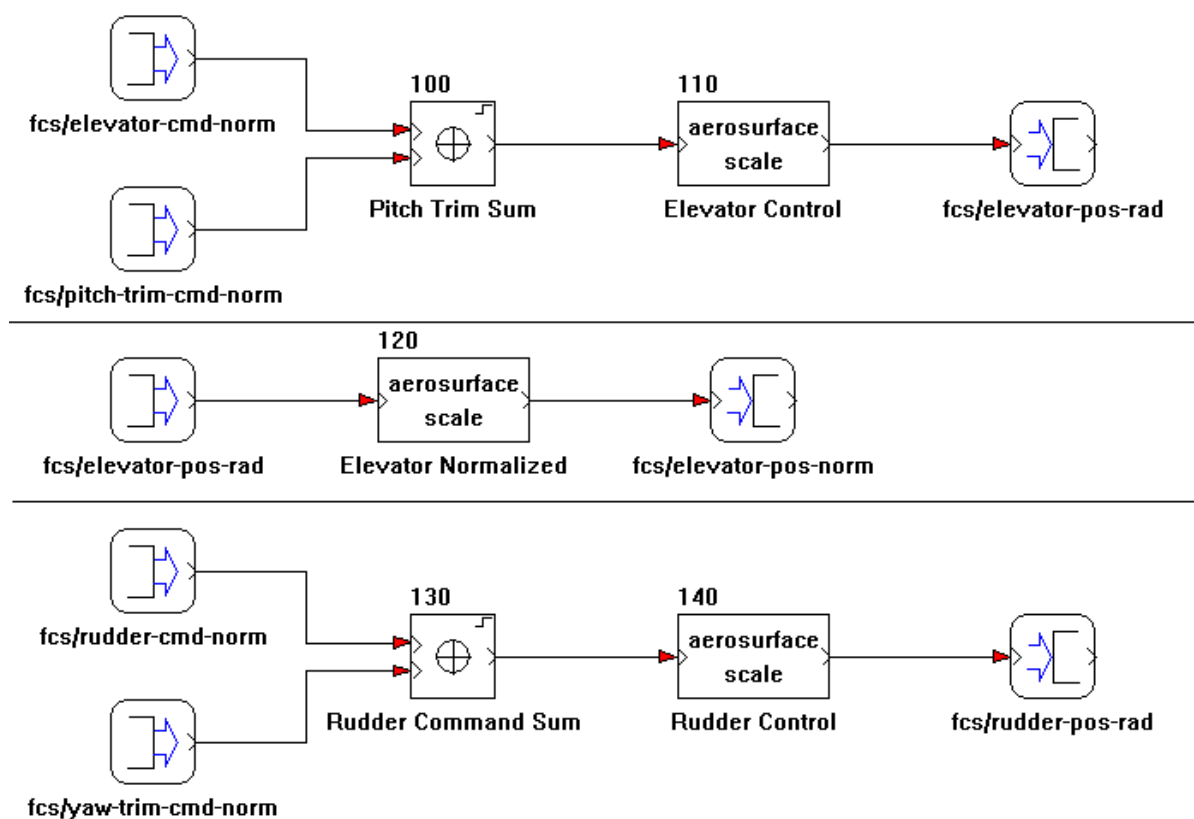 100
110
aerosurface
scale
fcs/elevator-cmd-norm
Pitch Trim Sum
Elevator Control
fcs/elevator-pos-rad
fcs/pitch-trim-cmd-norm
120
aerosurface
scale
fcs/elevator-pos-rad
Elevator Normalized
fcs/elevator-pos-norm
130
140
aerosurface
scale
fcs/rudder-cmd-norm
Rudder Command Sum
Rudder Control
fcs/rudder-pos-rad
fcs/yaw-trim-cmd-norm